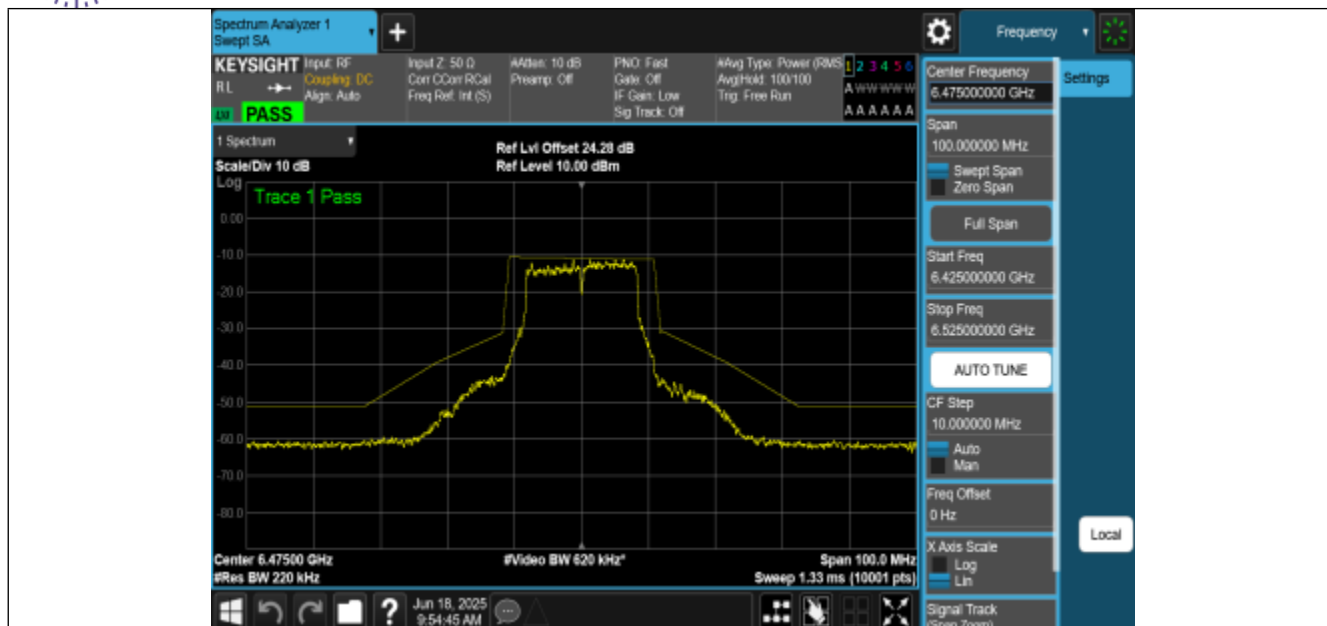 Spectrum Analyzer 1
Swept SA
+
Frequency
KEYSIGHT
RL
LXI
PASS
Input: RF
Coupling: DC
Align: Auto
Input Z: 50 Ω
Corr CCorr RCal
Freq Ref: Int (S)
#Atten: 10 dB
Preamp: Off
PNO: Fast
Gate: Off
IF Gain: Low
Sig Track: Off
#Avg Type: Power (RMS
Avg|Hold: 100/100
Trig: Free Run
1 2 3 4 5 6
A W W W W W
A A A A A A
1 Spectrum
Scale/Div 10 dB
Ref Lvl Offset 24.28 dB
Ref Level 10.00 dBm
Log
Trace 1 Pass
0.00
-10.0
-20.0
-30.0
-40.0
-50.0
-60.0
-70.0
-80.0
Center 6.47500 GHz
#Res BW 220 kHz
#Video BW 620 kHz*
Span 100.0 MHz
Sweep 1.33 ms (10001 pts)
Center Frequency
6.475000000 GHz
Span
100.000000 MHz
Swept Span
Zero Span
Full Span
Start Freq
6.425000000 GHz
Stop Freq
6.525000000 GHz
AUTO TUNE
CF Step
10.000000 MHz
Auto
Man
Freq Offset
0 Hz
X Axis Scale
Log
Lin
Signal Track
(Span Zoom)
Settings
Local
?
Jun 18, 2025
9:54:45 AM